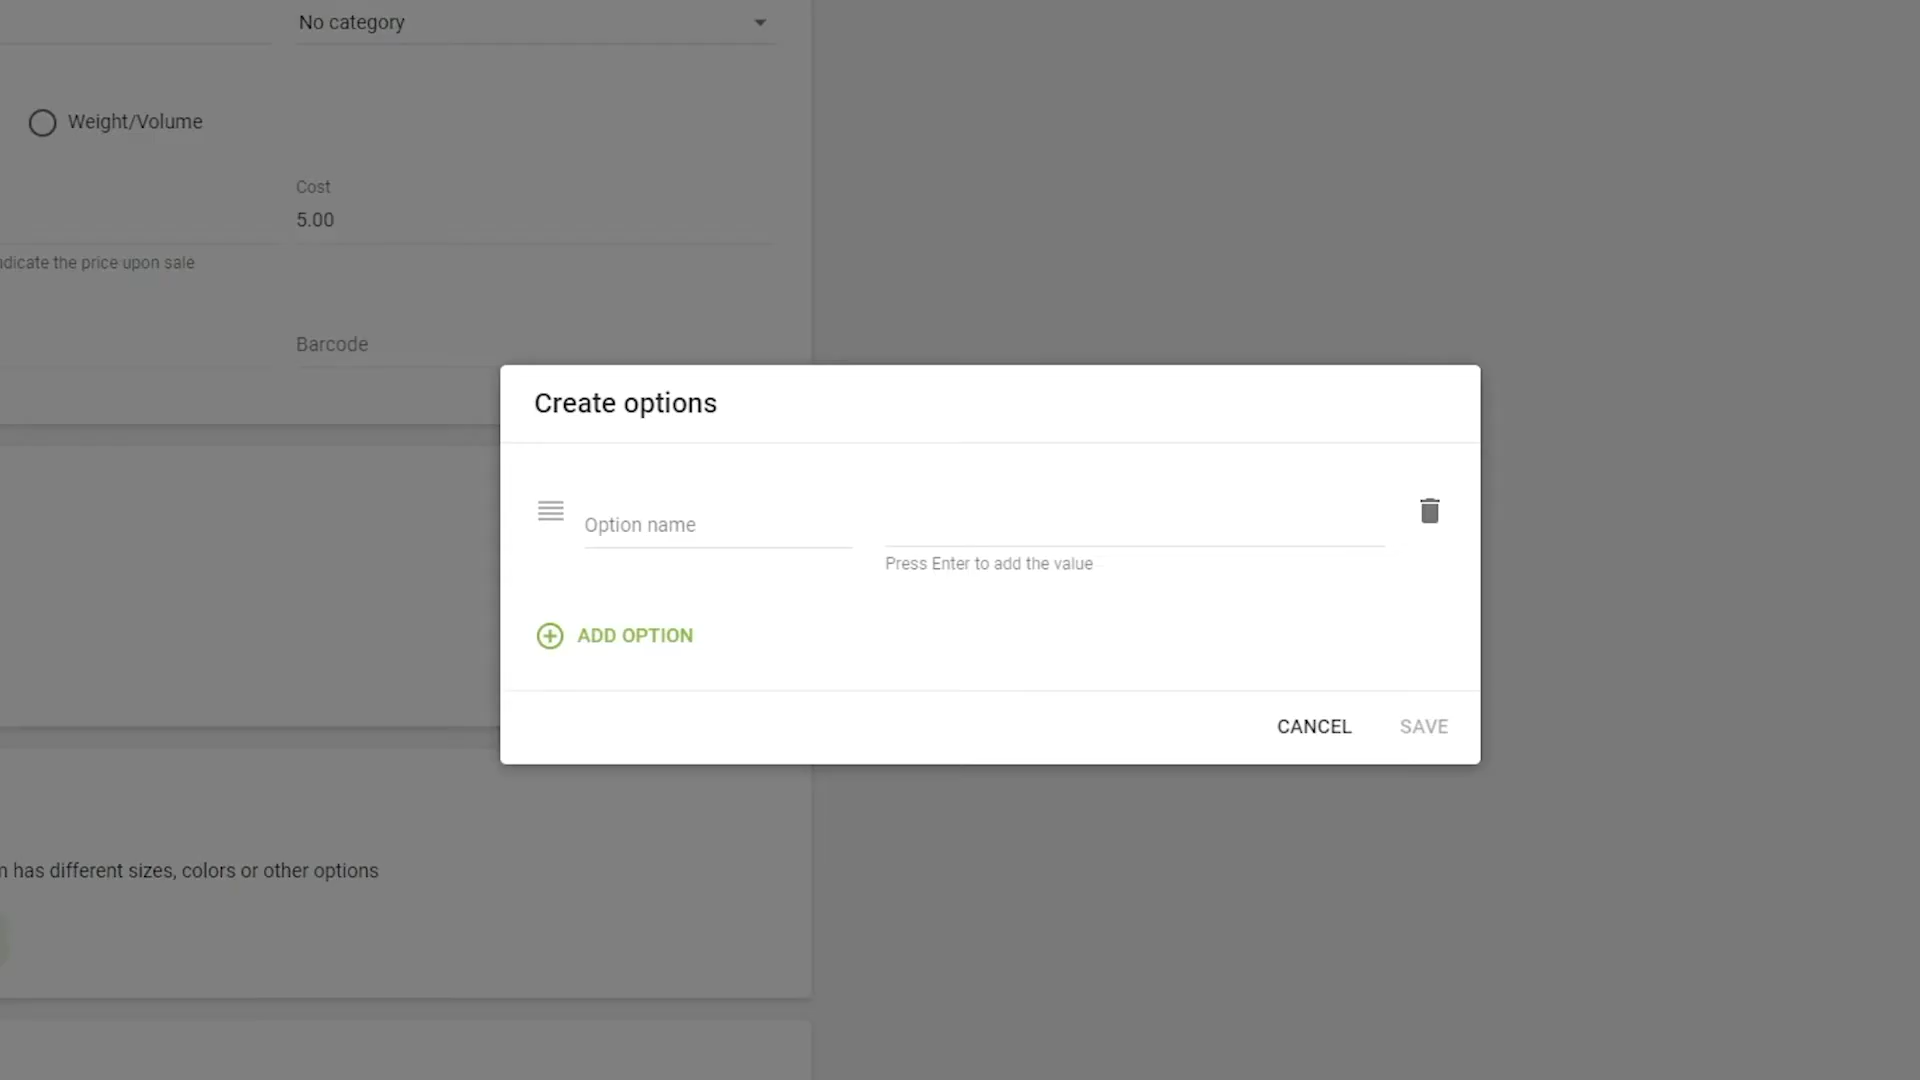 No category
Weight/Volume
Cost
5.00
indicate the price upon sale
Barcode
Create options
Option name
Press Enter to add the value
ADD OPTION
CANCEL
SAVE
has different sizes, colors or other options